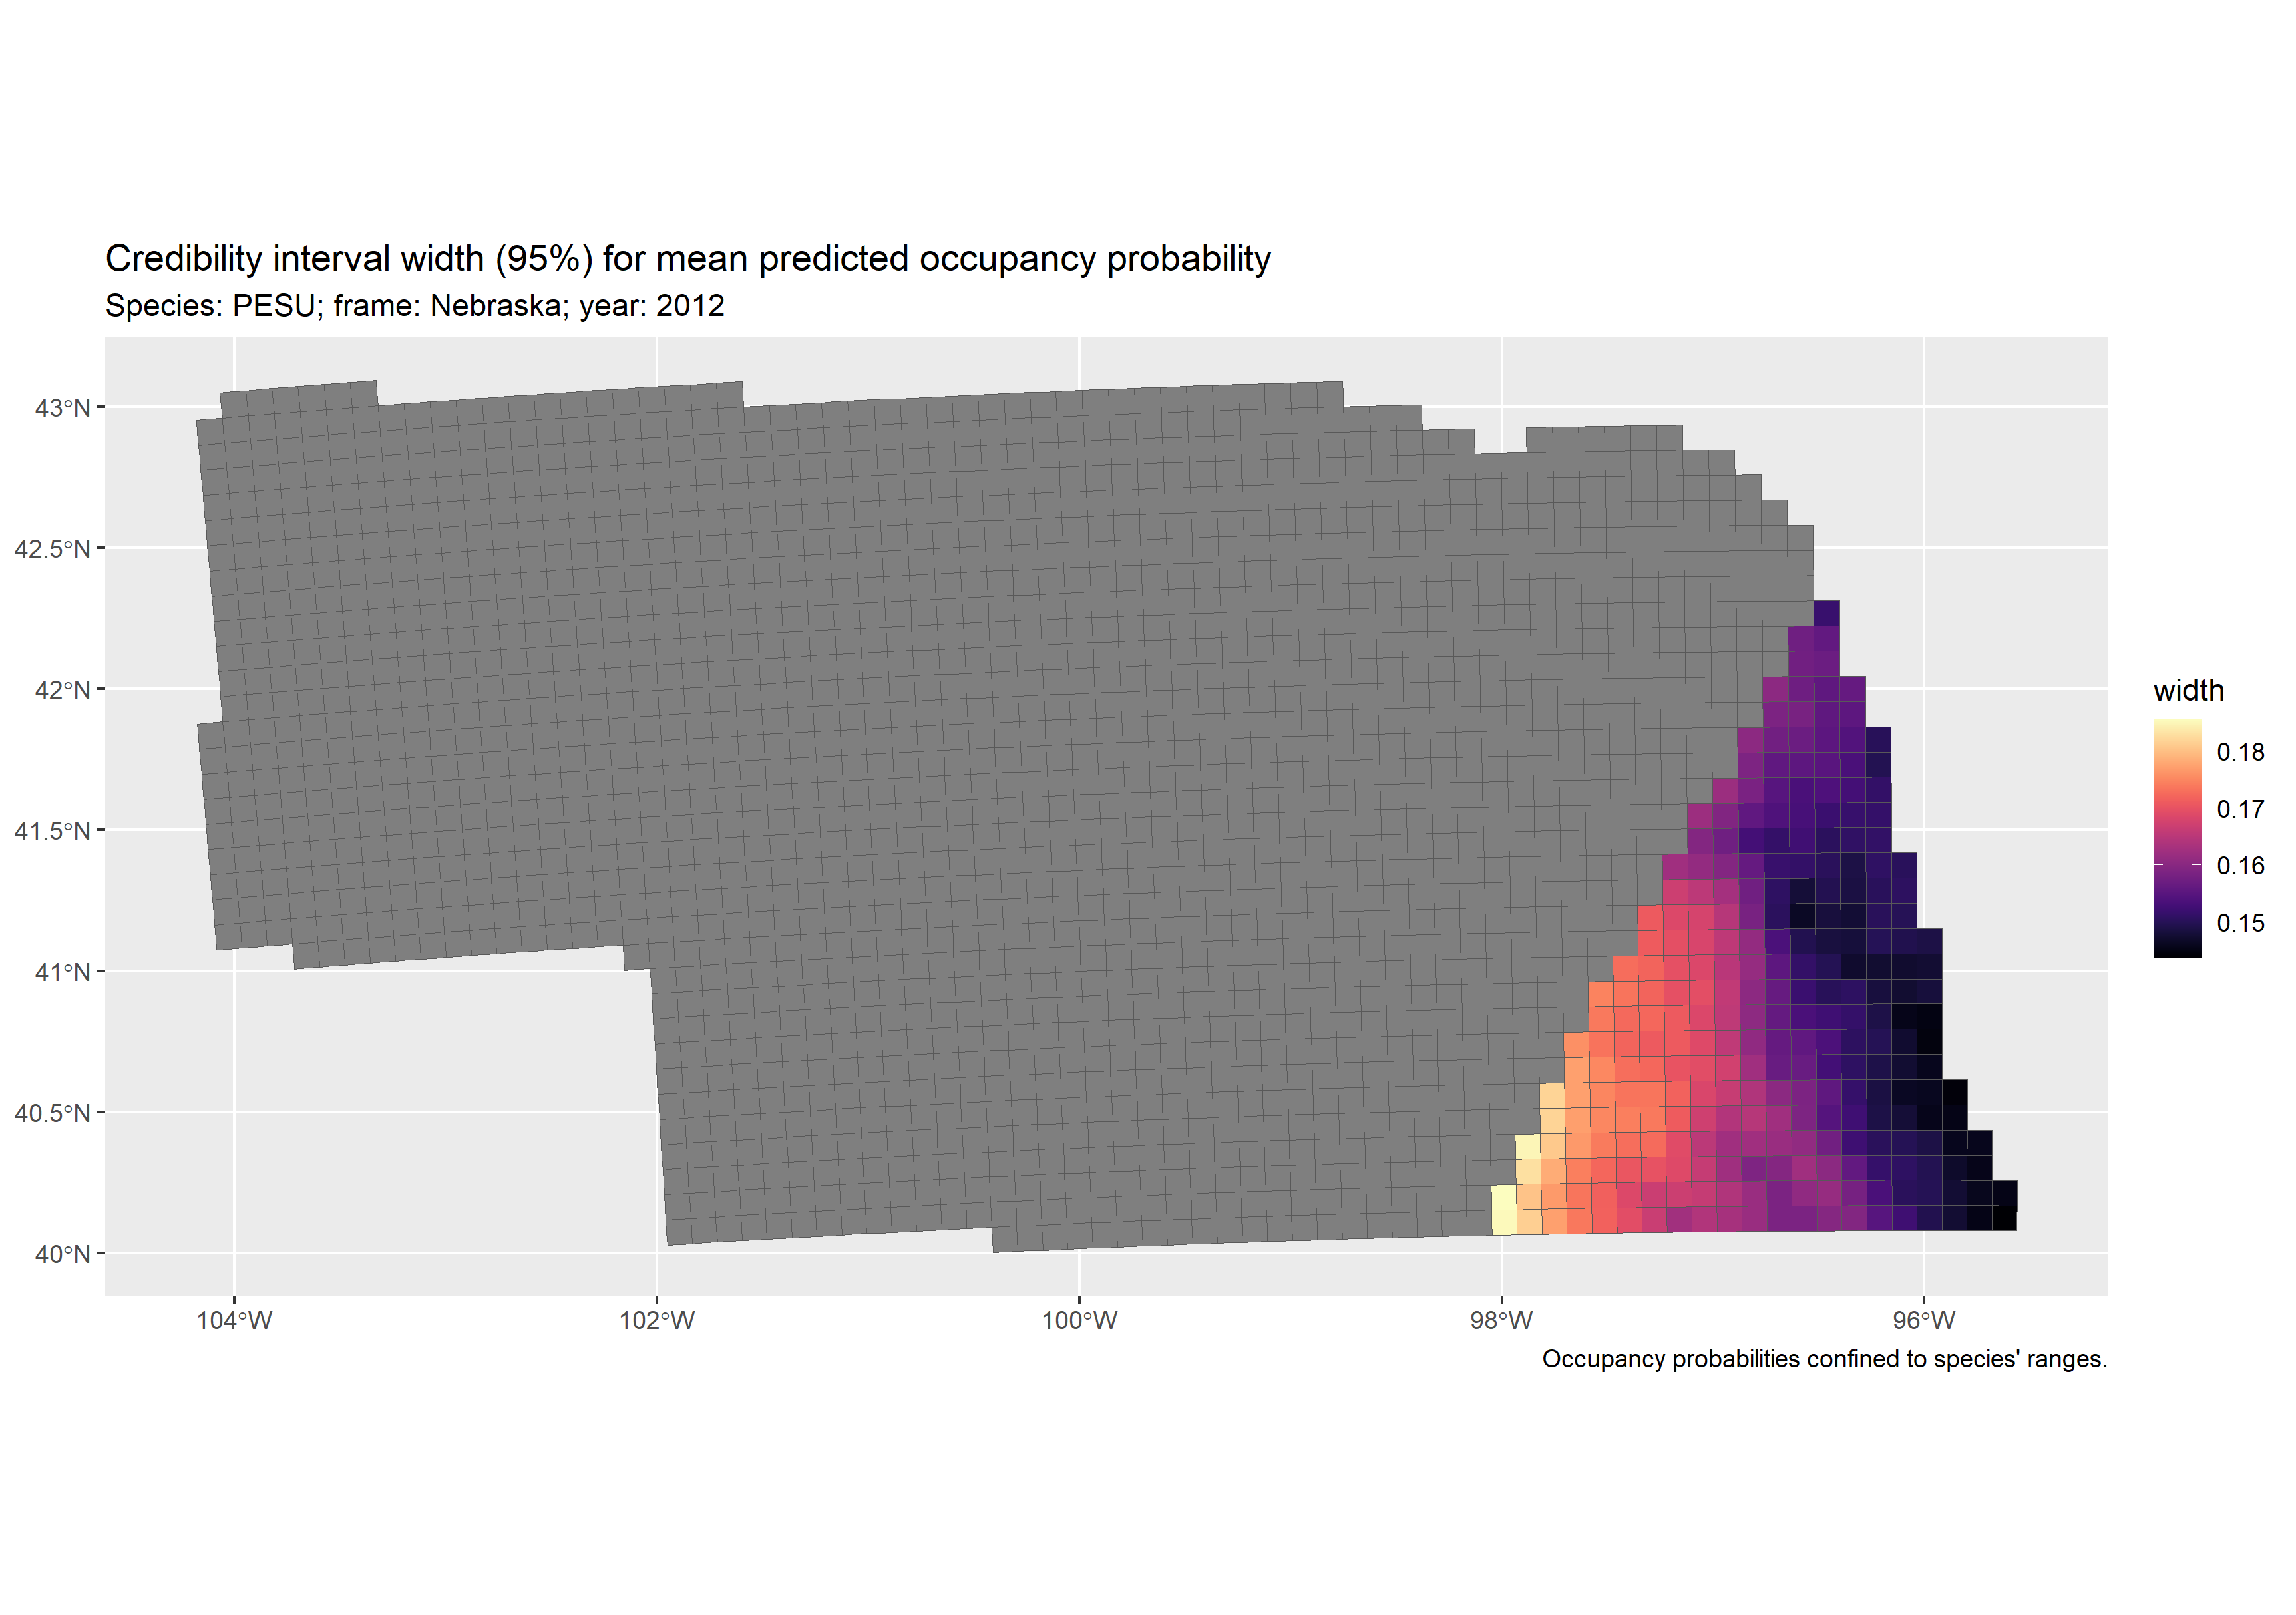 Credibility interval width (95%) for mean predicted occupancy probability
Species: PESU; frame: Nebraska; year: 2012
43°N
42.5°N
42°N
41.5°N
41°N
40.5°N
40°N
104°W
102°W
100°W
98°W
96°W
width
0.18
0.17
0.16
0.15
Occupancy probabilities confined to species' ranges.